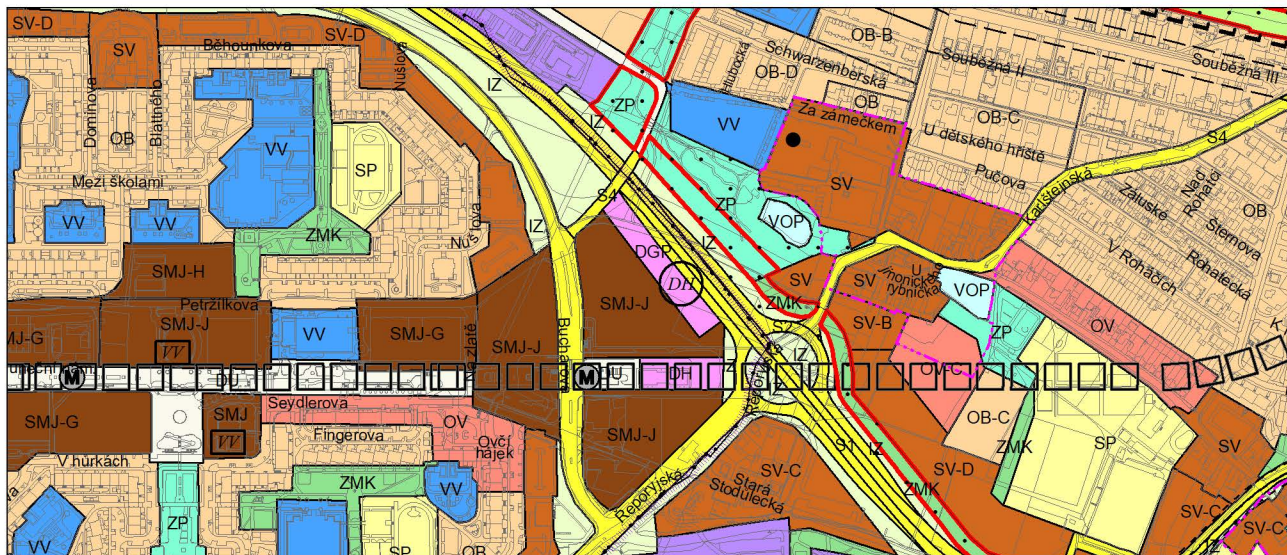 SV-D
SV
Běhounkova
SV-D
Nušlova
IZ
Hlubocká
Schwarzenberská
OB-B
OB-D
Souběžná II
Souběžná III
Dominova
OB
Blattného
VV
SP
ZP
IZ
VV
OB
Za zámečkem
OB-C
U dětského hřiště
Pučova
S4
Mezi školami
VV
VV
ZMK
Nušlova
IZ
S4
ZP
SV
VOP
Karlštejnská
Záluské
Nad
Rohatci
OB
Šternova
Rohatecká
V Roháčích
SMJ-H
DGP
DH
IZ
SV
SV
U
jinonického
rybníčka
VOP
Petržílkova
SMJ-J
VV
VV
SMJ-G
SMJ-J
SMJ-J
ZMK
S2
SV-B
ZP
OV
SMJ-G
Bucharova
IZ
M
DU
M
DU
DH
OV-C
SMJ-G
SMJ
VV
Seydlerova
OV
Ovčí
hájek
Fingerova
SMJ-J
Řeporyjská
OB-C
ZMK
SP
SV
V hůrkách
ZMK
VV
ZP
SP
OB
Řeporyjská
SV-C
Stará
Stodůlecká
S1
IZ
SV-D
ZMK
SV-C
SV-C
IZ